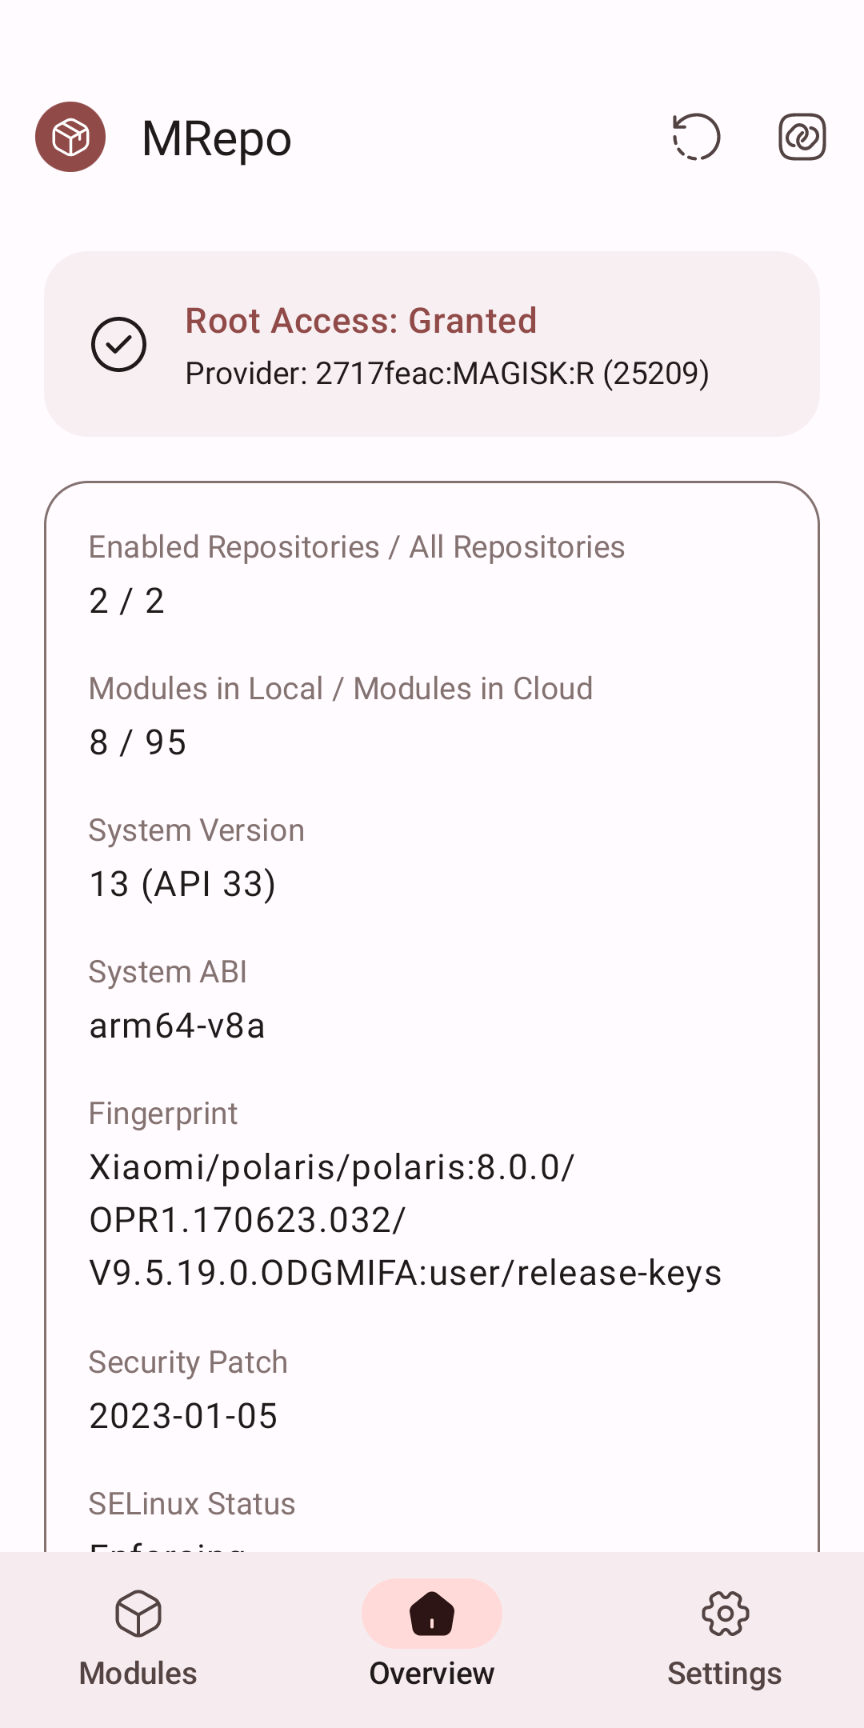 MRepo
Root Access: Granted
Provider: 2717feac:MAGISK:R (25209)
Enabled Repositories / All Repositories
2 / 2
Modules in Local / Modules in Cloud
8 / 95
System Version
13 (API 33)
System ABI
arm64-v8a
Fingerprint
Xiaomi/polaris/polaris:8.0.0/
OPR1.170623.032/
V9.5.19.0.ODGMIFA:user/release-keys
Security Patch
2023-01-05
SELinux Status
Enforcing
Modules
Overview
Settings